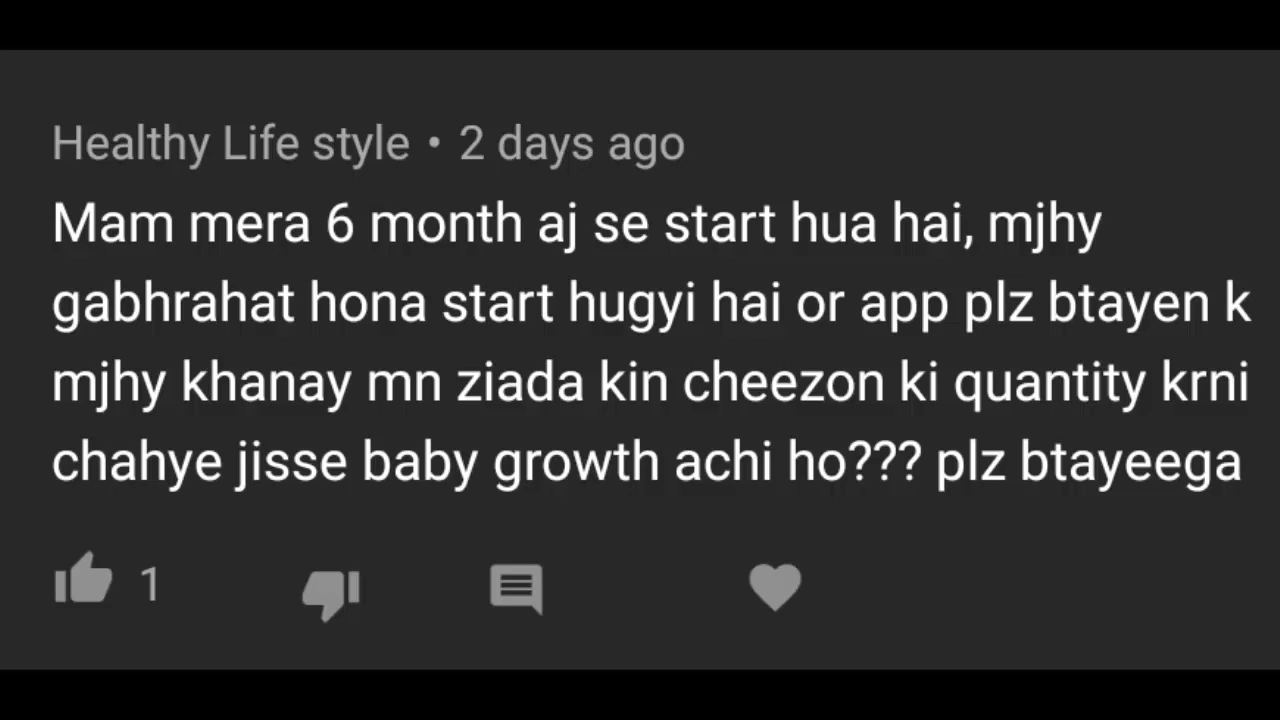 Healthy Life style • 2 days ago
Mam mera 6 month aj se start hua hai, mjhy
gabhrahat hona start hugyi hai or app plz btayen k
mjhy khanay mn ziada kin cheezon ki quantity krni
chahye jisse baby growth achi ho??? plz btayeega
1